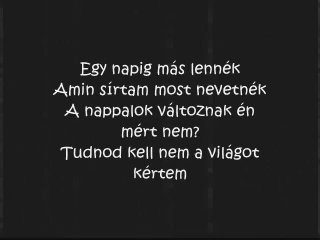 Egy napig más lennék
Amin sírtam most nevetnék
A nappalok változnak én
mért nem?
Tudnod kell nem a világot
kértem